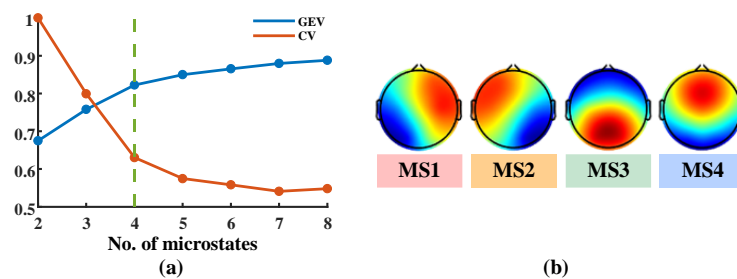 1
GEV
CV
0.9
0.8
0.7
0.6
0.5
2 3 4 5 6 7 8
No. of microstates
(a)
MS1 MS2 MS3 MS4
(b)